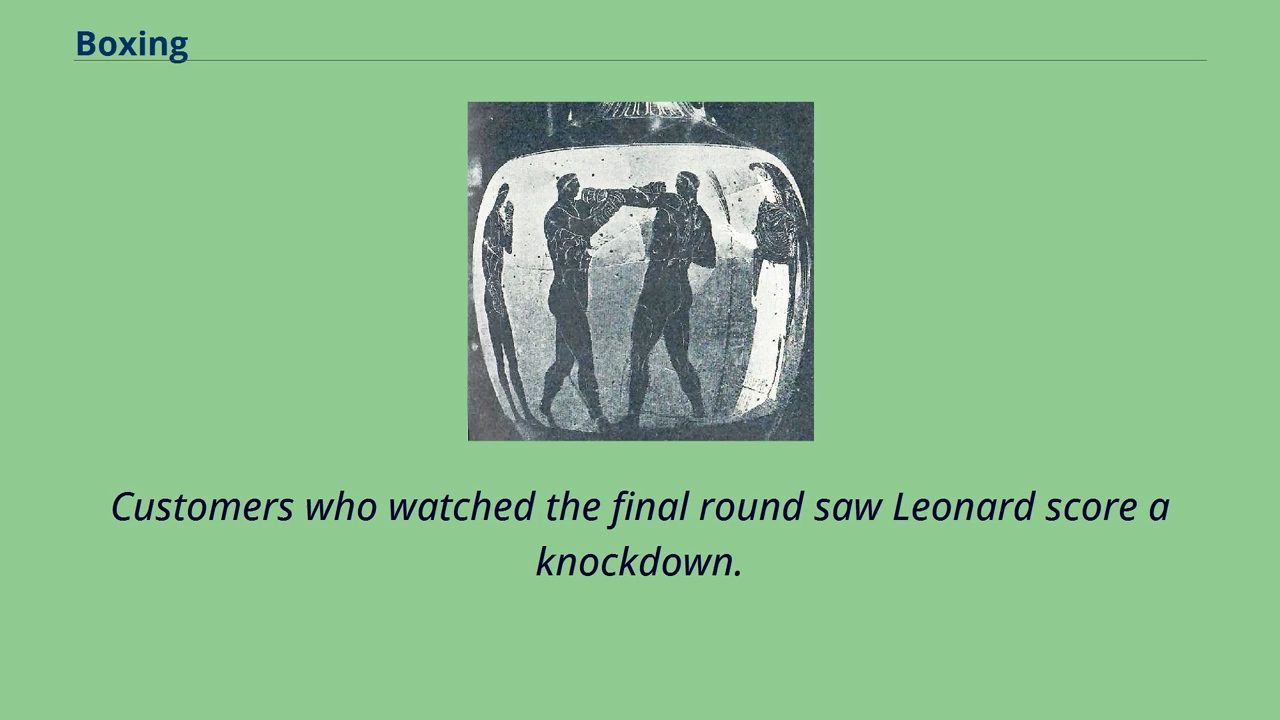 Boxing
Customers who watched the final round saw Leonard score a
knockdown.